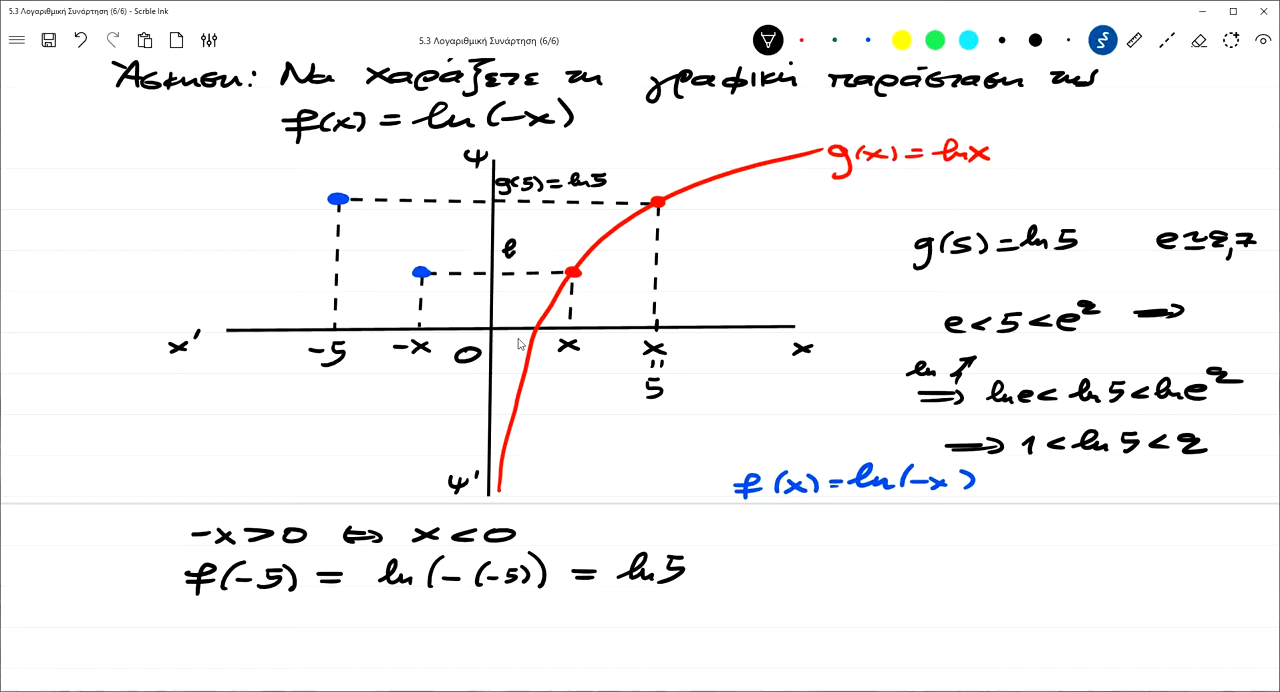 5.3 Λογαριθμική Συνάρτηση (6/6) - Scrble Ink
5.3 Λογαριθμική Συνάρτηση (6/6)
Άσκηση: Να χαράξετε τη γραφική παράσταση της
f(x) = ln(-x)
ψ
g(x) = lnx
g(5) = ln5
g(5) = ln5 e≃2,7
e < 5 < e² ⟹
x' -5 -x 0 x x x
"
5
ln ↗
⟹ lne < ln5 < lne²
⟹ 1 < ln5 < 2
ψ'
f(x) = ln(-x)
-x > 0 ⟺ x < 0
f(-5) = ln(-(-5)) = ln5